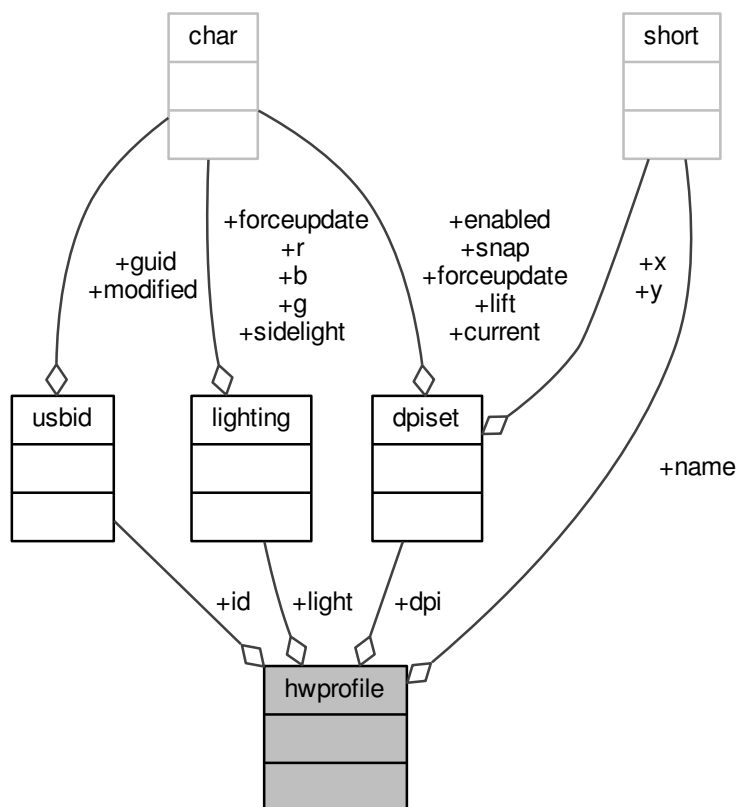 char
short
+guid
+modified
+forceupdate
+r
+b
+g
+sidelight
+enabled
+snap
+forceupdate
+lift
+current
+x
+y
usbid
lighting
dpiset
+name
+id
+light
+dpi
hwprofile